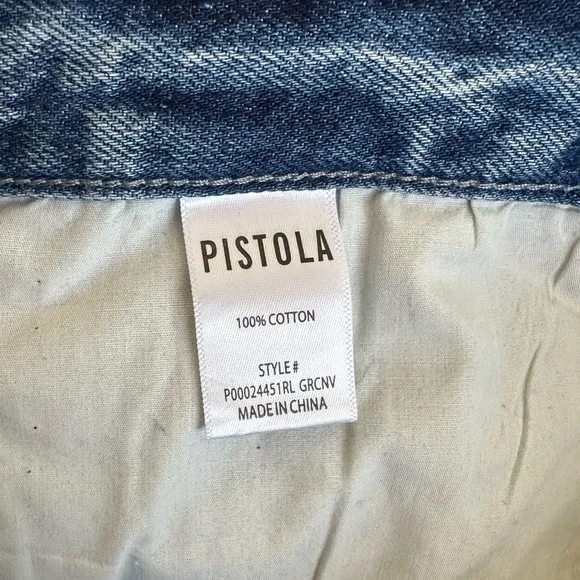 PISTOLA
100% COTTON
STYLE#
P00024451RL GRCNV
MADE IN CHINA